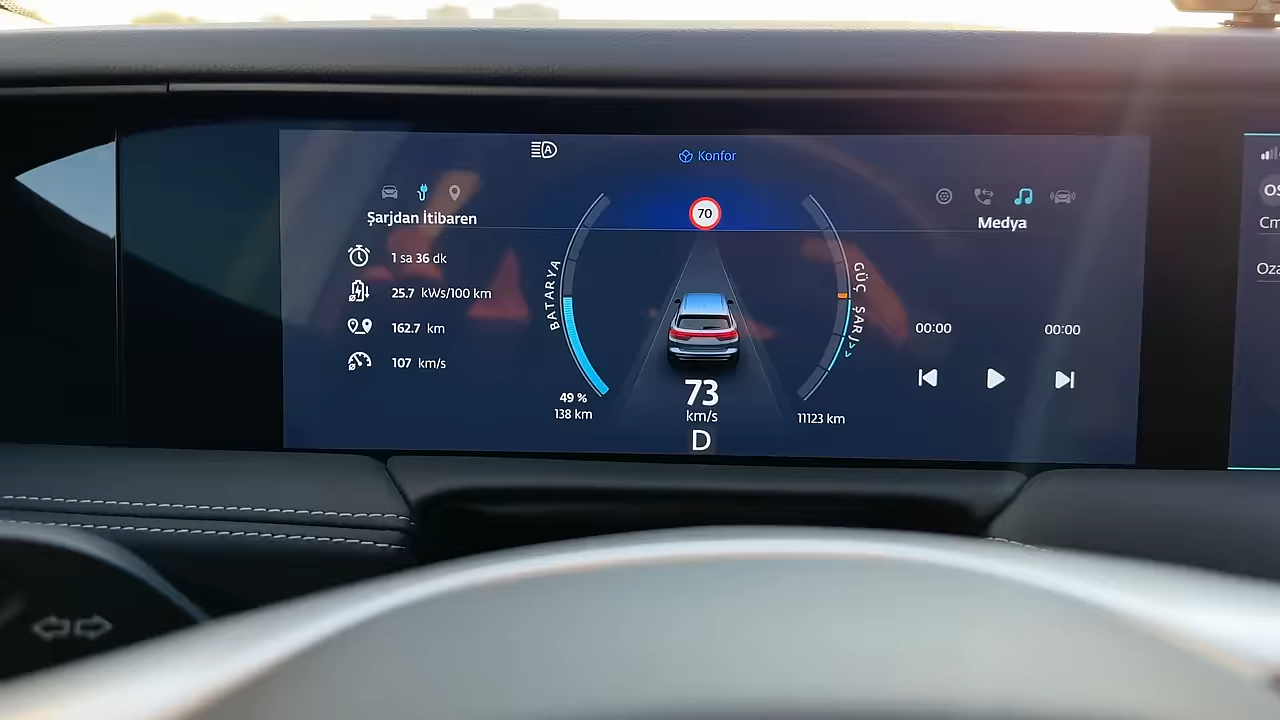 Konfor
Şarjdan İtibaren
1 sa 36 dk
25.7 kWs/100 km
162.7 km
107 km/s
BATARYA
49 %
138 km
70
73
km/s
D
GÜÇ
ŞARJ>>
11123 km
Medya
00:00 00:00
A